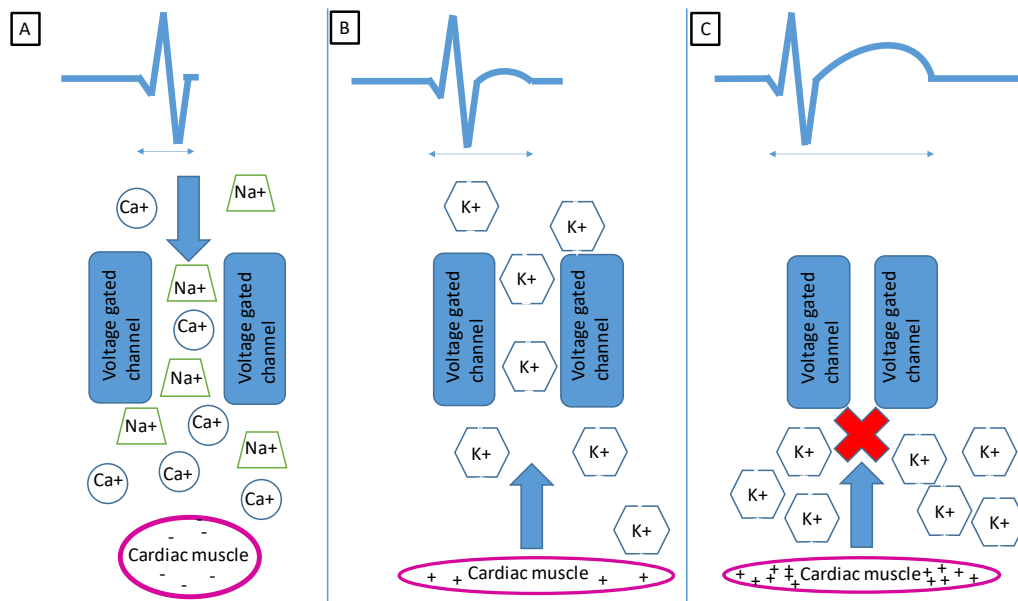 A
Ca+
Na+
Voltage gated
channel
Na+
Ca+
Na+
Na+
Ca+
Na+
Ca+
Ca+
Ca+
Voltage gated
channel
- - - Cardiac muscle - - -
B
K+
K+
K+
K+
Voltage gated
channel
Voltage gated
channel
K+
K+
K+
+ + Cardiac muscle + +
C
Voltage gated
channel
Voltage gated
channel
K+
K+
K+
K+
K+
K+
K+
+ + + + + + + + Cardiac muscle + + + + + + + +